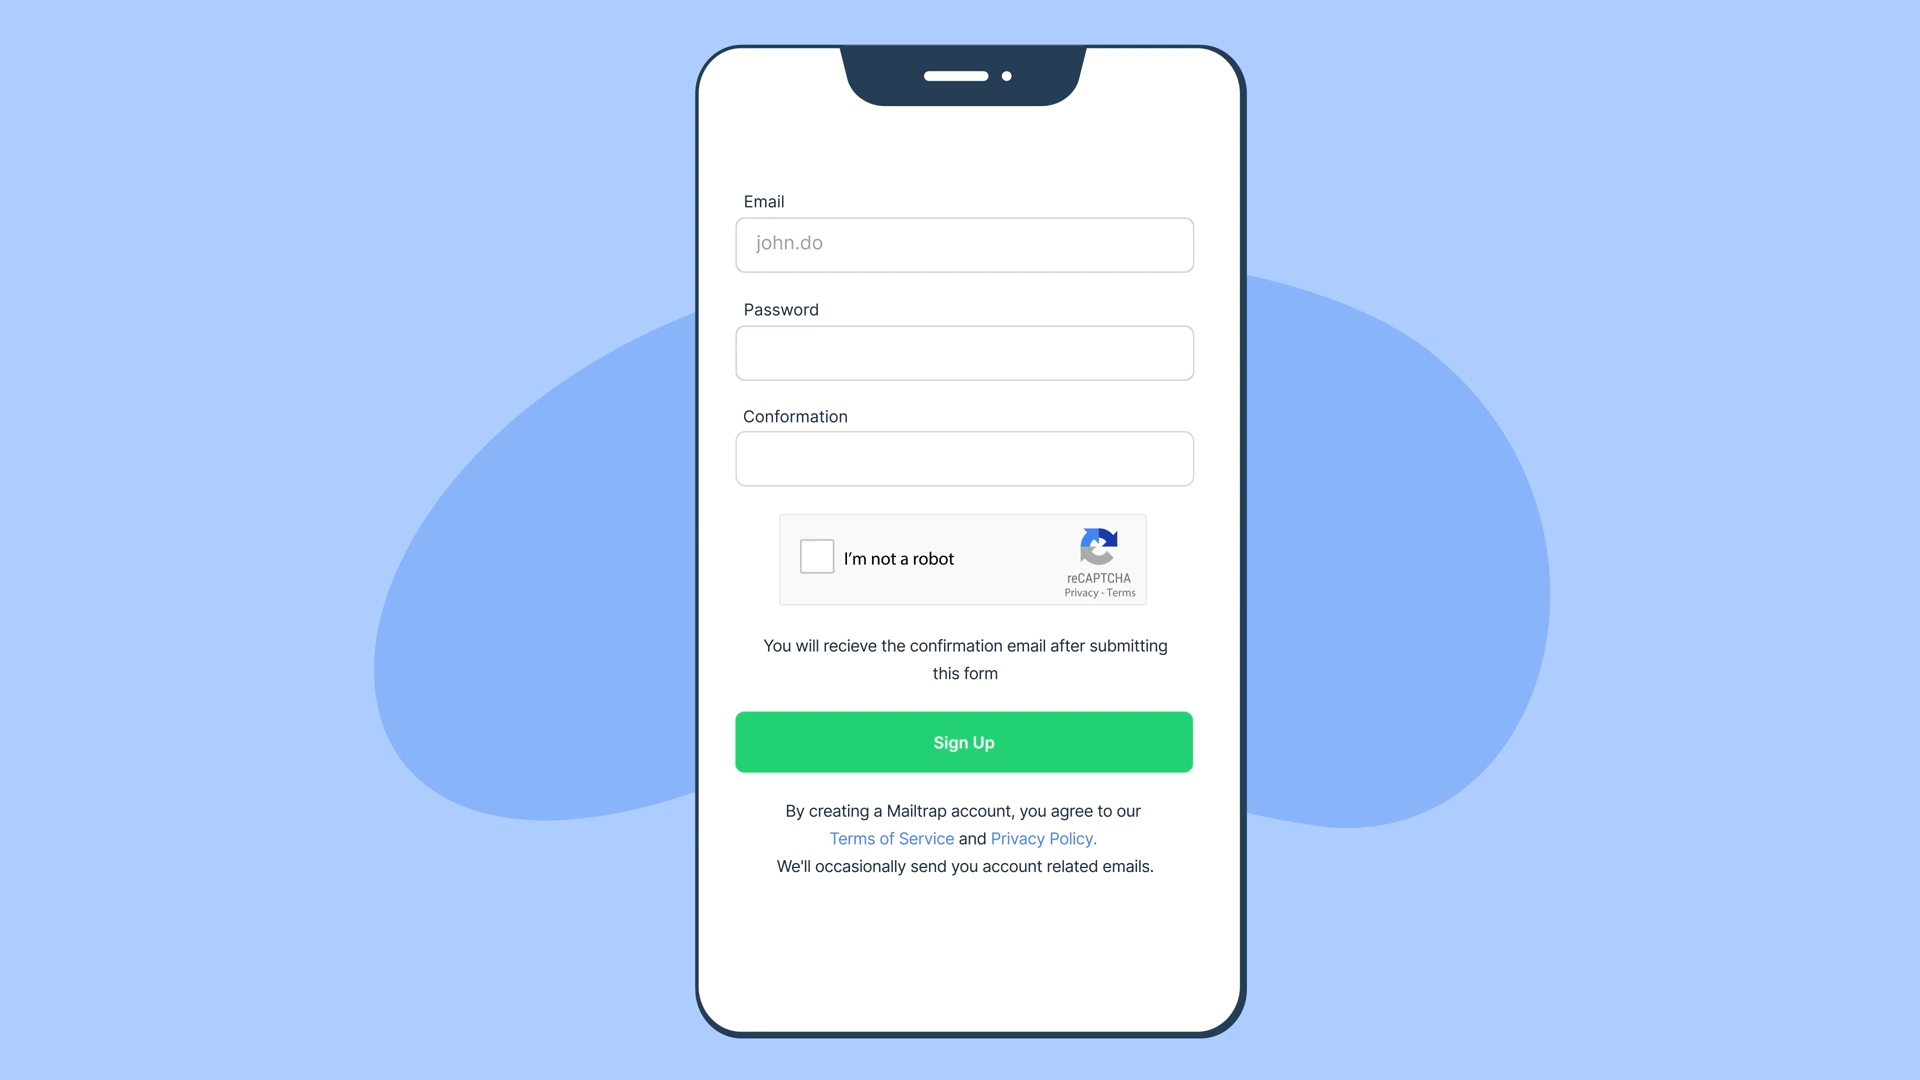 Email
john.do
Password
Conformation
I'm not a robot
reCAPTCHA
Privacy - Terms
You will recieve the confirmation email after submitting
this form
Sign Up
By creating a Mailtrap account, you agree to our
Terms of Service and Privacy Policy.
We'll occasionally send you account related emails.